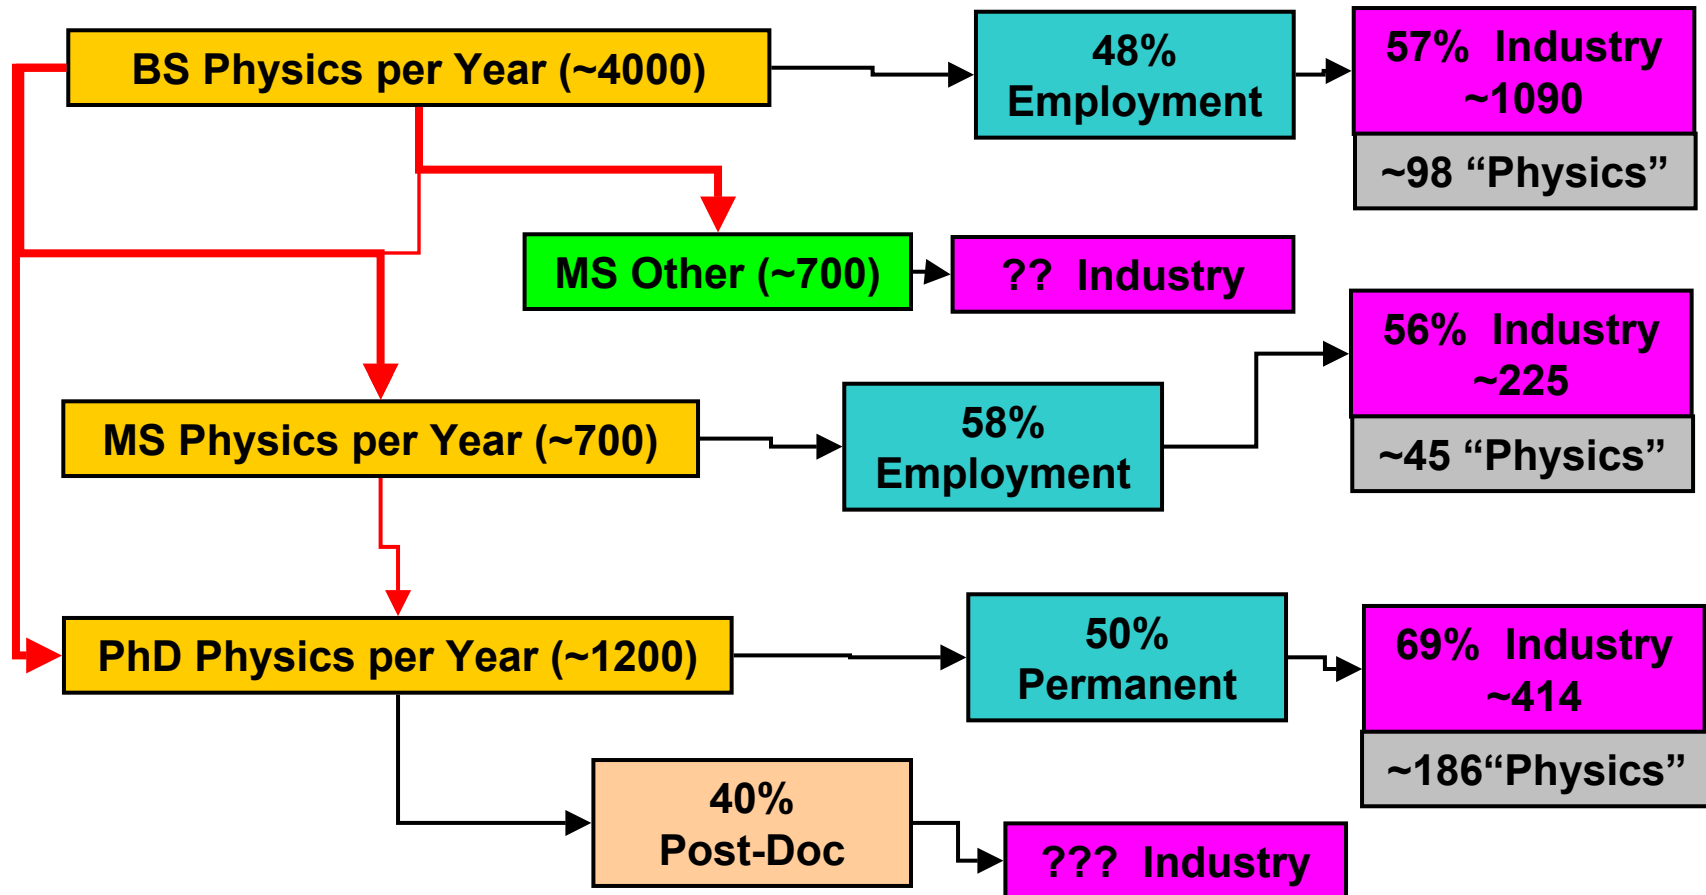 BS Physics per Year (~4000)
48%
Employment
57%  Industry
~1090
~98 “Physics”
MS Other (~700)
??  Industry
56%  Industry
~225
~45 “Physics”
MS Physics per Year (~700)
58%
Employment
PhD Physics per Year (~1200)
50%
Permanent
69%  Industry
~414
~186“Physics”
40%
Post-Doc
???  Industry